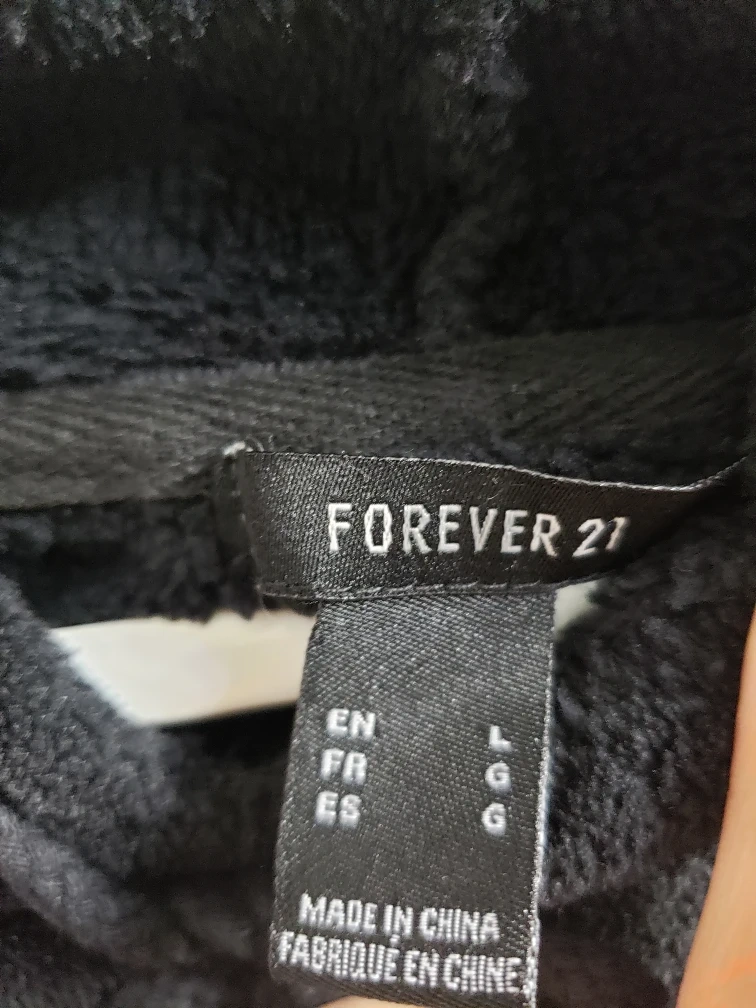 FOREVER 21
EN L
FR G
ES G
MADE IN CHINA
FABRIQUÉ EN CHINE